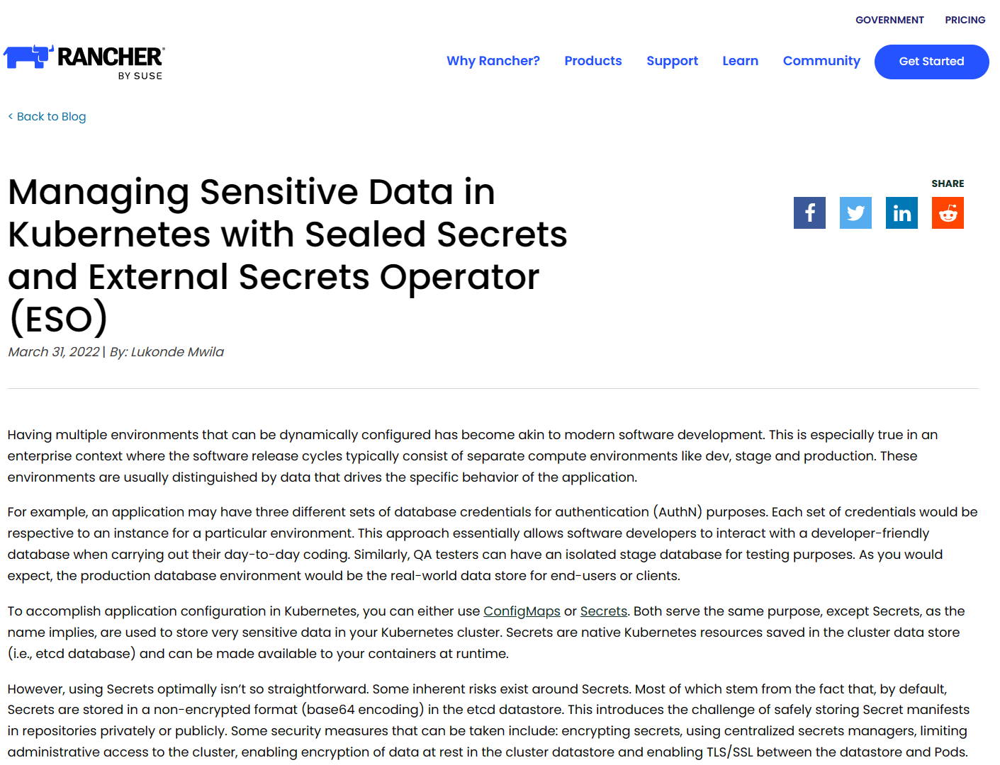 GOVERNMENT PRICING
RANCHER®
BY SUSE
Why Rancher? Products Support Learn Community Get Started
< Back to Blog
Managing Sensitive Data in
Kubernetes with Sealed Secrets
and External Secrets Operator
(ESO)
SHARE
f
in
March 31, 2022 | By: Lukonde Mwila
Having multiple environments that can be dynamically configured has become akin to modern software development. This is especially true in an
enterprise context where the software release cycles typically consist of separate compute environments like dev, stage and production. These
environments are usually distinguished by data that drives the specific behavior of the application.
For example, an application may have three different sets of database credentials for authentication (AuthN) purposes. Each set of credentials would be
respective to an instance for a particular environment. This approach essentially allows software developers to interact with a developer-friendly
database when carrying out their day-to-day coding. Similarly, QA testers can have an isolated stage database for testing purposes. As you would
expect, the production database environment would be the real-world data store for end-users or clients.
To accomplish application configuration in Kubernetes, you can either use ConfigMaps or Secrets. Both serve the same purpose, except Secrets, as the
name implies, are used to store very sensitive data in your Kubernetes cluster. Secrets are native Kubernetes resources saved in the cluster data store
(i.e., etcd database) and can be made available to your containers at runtime.
However, using Secrets optimally isn’t so straightforward. Some inherent risks exist around Secrets. Most of which stem from the fact that, by default,
Secrets are stored in a non-encrypted format (base64 encoding) in the etcd datastore. This introduces the challenge of safely storing Secret manifests
in repositories privately or publicly. Some security measures that can be taken include: encrypting secrets, using centralized secrets managers, limiting
administrative access to the cluster, enabling encryption of data at rest in the cluster datastore and enabling TLS/SSL between the datastore and Pods.